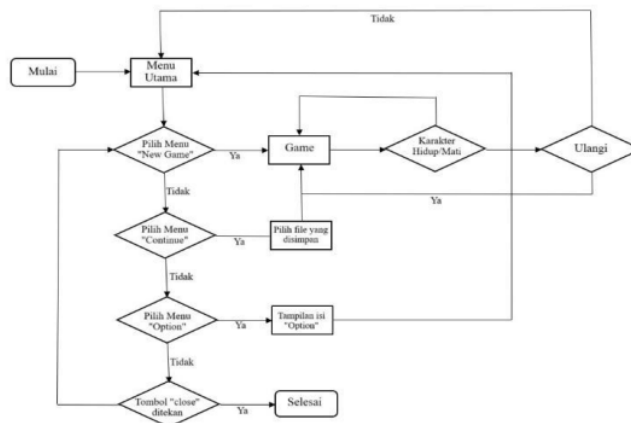 Tidak
Mulai
Menu
Utama
Pilih Menu
"New Game"
Ya
Game
Karakter
Hidup/Mati
Ulangi
Tidak
Ya
Pilih Menu
"Continue"
Ya
Pilih file yang
disimpan
Tidak
Pilih Menu
"Option"
Ya
Tampilan isi
"Option"
Tidak
Tombol "close"
ditekan
Ya
Selesai